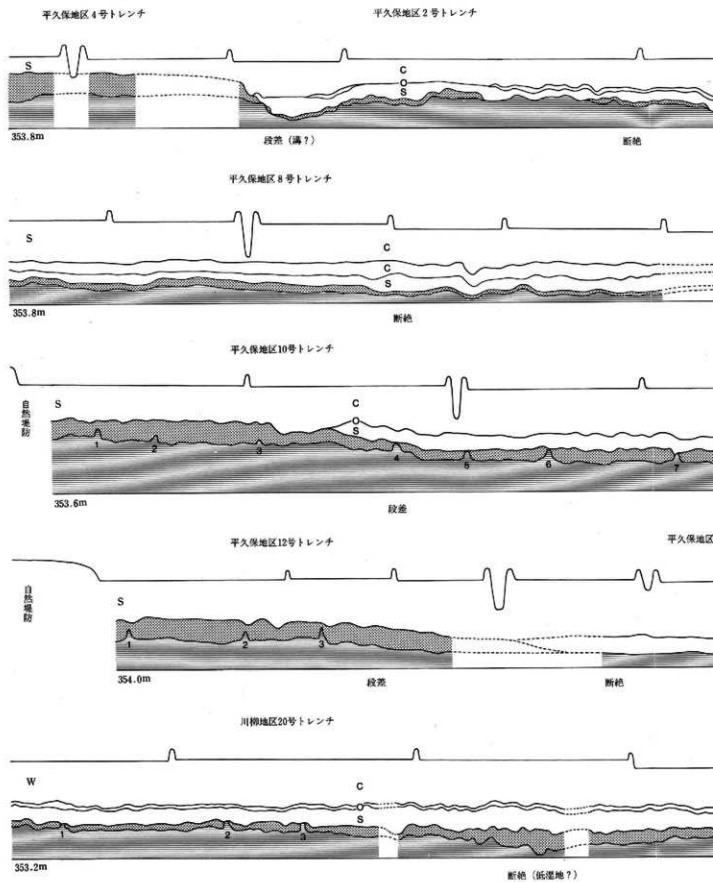 平久保地区4号トレンチ
平久保地区2号トレンチ
S
C
O
S
353.8m
段差(溝?)
断絶
平久保地区8号トレンチ
S
C
C
S
353.8m
断絶
平久保地区10号トレンチ
自然堤防
S
C
O
S
1 2 3 4 5 6 7
353.6m
段差
平久保地区12号トレンチ
平久保地区
自然堤防
S
1 2 3
354.0m
段差
断絶
川柳地区20号トレンチ
W
C
O
S
1 2 3
353.2m
断絶(低湿地?)